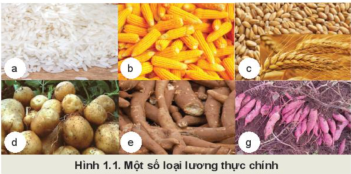 a
b
c
d
e
g
Hình 1.1. Một số loại lương thực chính